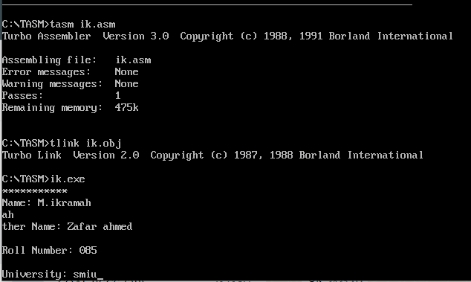 C:\TASM>tasm ik.asm
Turbo Assembler  Version 3.0  Copyright (c) 1988, 1991 Borland International
Assembling file:   ik.asm
Error messages:    None
Warning messages:  None
Passes:            1
Remaining memory:  475k
C:\TASM>tlink ik.obj
Turbo Link  Version 2.0  Copyright (c) 1987, 1988 Borland International
C:\TASM>ik.exe
***********
Name: M.ikramah
ah
ther Name: Zafar ahmed
Roll Number: 085
University: smiu_